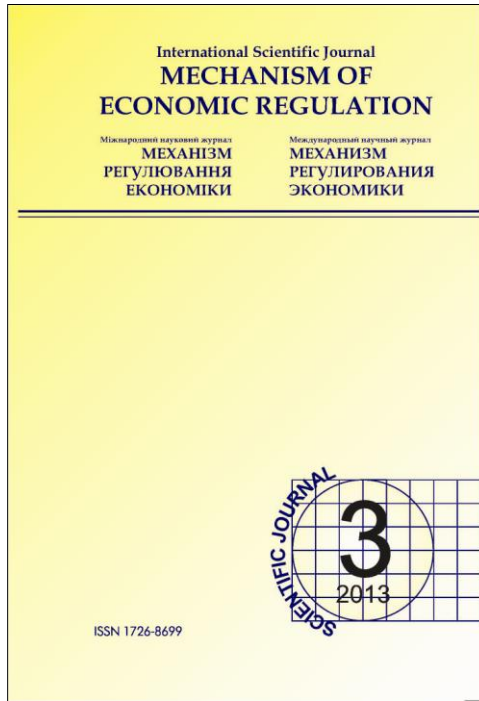 International Scientific Journal
MECHANISM OF
ECONOMIC REGULATION
Міжнародний науковий журнал
МЕХАНІЗМ
РЕГУЛЮВАННЯ
ЕКОНОМІКИ
Международный научный журнал
МЕХАНИЗМ
РЕГУЛИРОВАНИЯ
ЭКОНОМИКИ
SCIENTIFIC JOURNAL
3
2013
ISSN 1726-8699